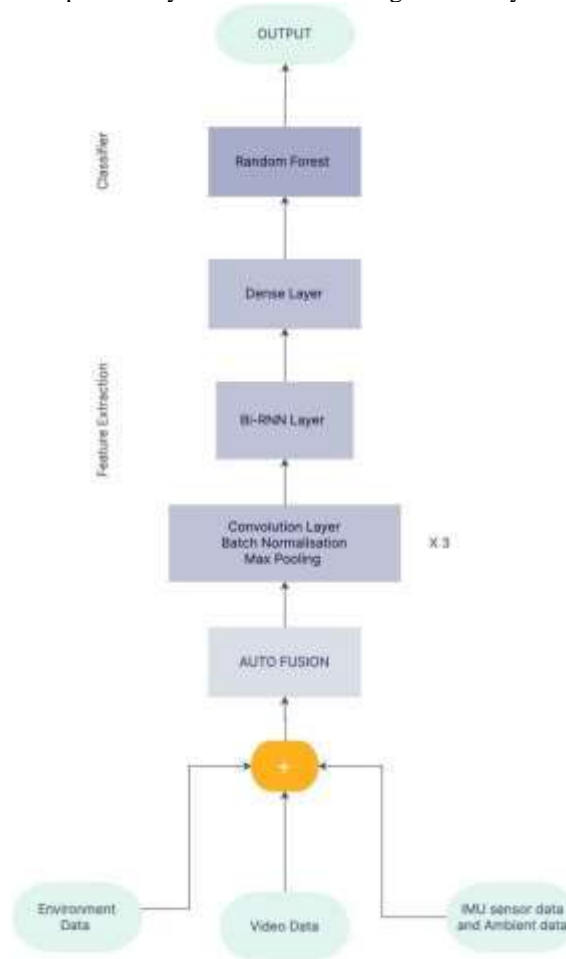 OUTPUT
Classifier
Random Forest
Dense Layer
Feature Extraction
Bi-RNN Layer
Convolution Layer
Batch Normalisation
Max Pooling
X 3
AUTO FUSION
+
Environment
Data
Video Data
IMU sensor data
and Ambient data